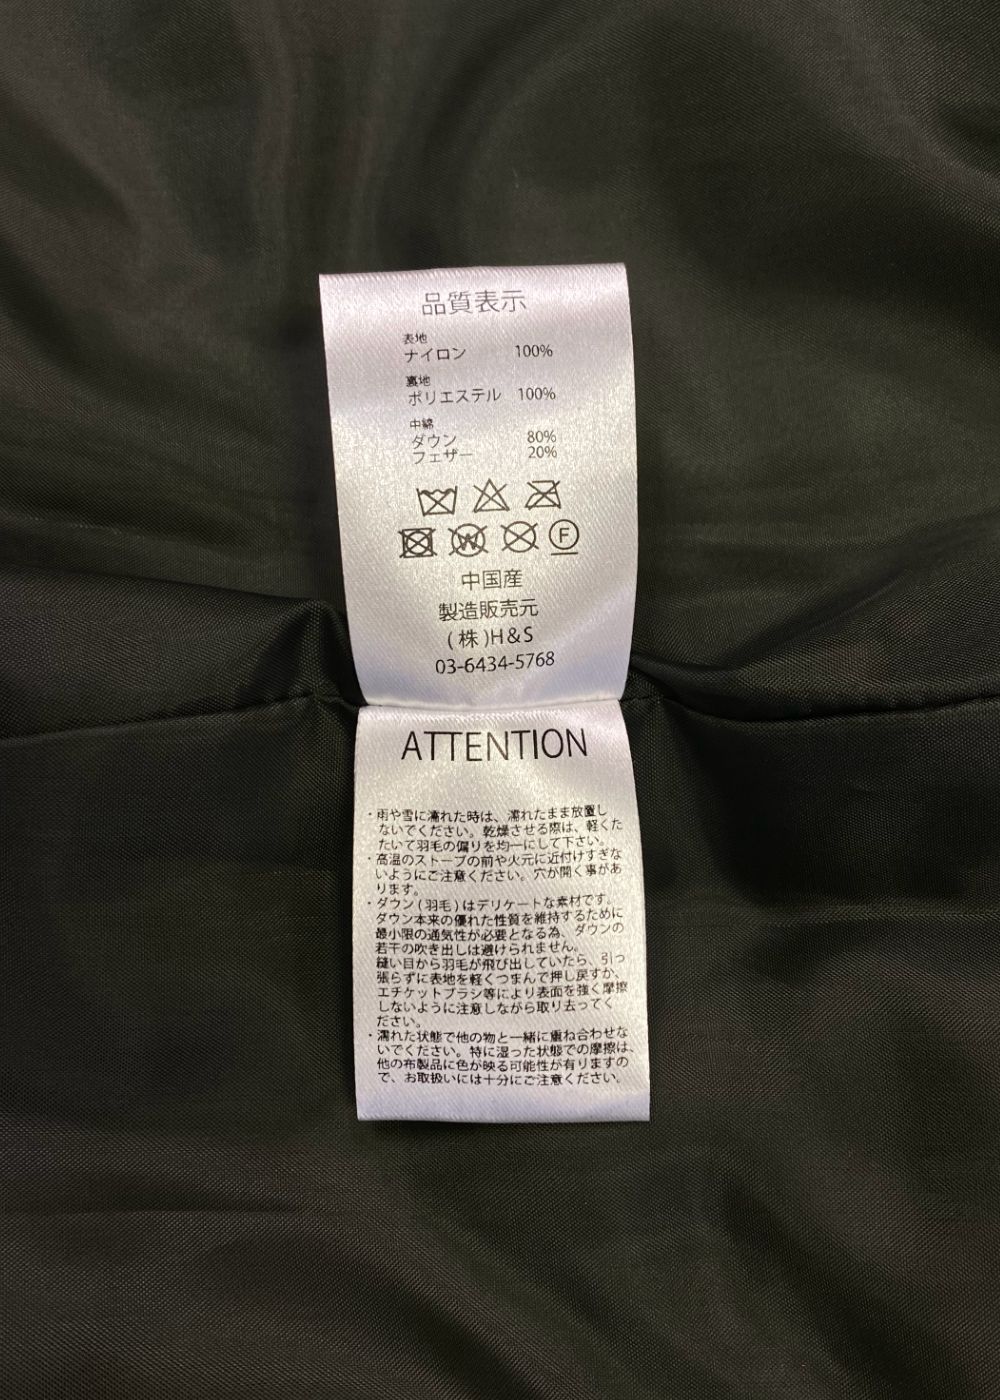 品質表示
表地
ナイロン 100%
裏地
ポリエステル 100%
中綿
ダウン 80%
フェザー 20%
W
F
中国産
製造販売元
(株)H&S
03-6434-5768
ATTENTION
・雨や雪に濡れた時は、濡れたまま放置し
ないでください。乾燥させる際は、軽くた
たいて羽毛の偏りを均一にして下さい。
・高温のストーブの前や火元に近付けすぎな
いようにご注意ください。穴が開く事があ
ります。
・ダウン(羽毛)はデリケートな素材です。
ダウン本来の優れた性質を維持するために
最小限の通気性が必要となる為、ダウンの
若干の吹き出しは避けられません。
縫い目から羽毛が飛び出していたら、引っ
張らずに表地を軽くつまんで押し戻すか、
エチケットブラシ等により表面を強く摩擦
しないように注意しながら取り去ってく
ださい。
・濡れた状態で他の物と一緒に重ね合わせな
いでください。特に湿った状態での摩擦は、
他の布製品に色が映る可能性が有りますの
で、お取扱いには十分にご注意ください。